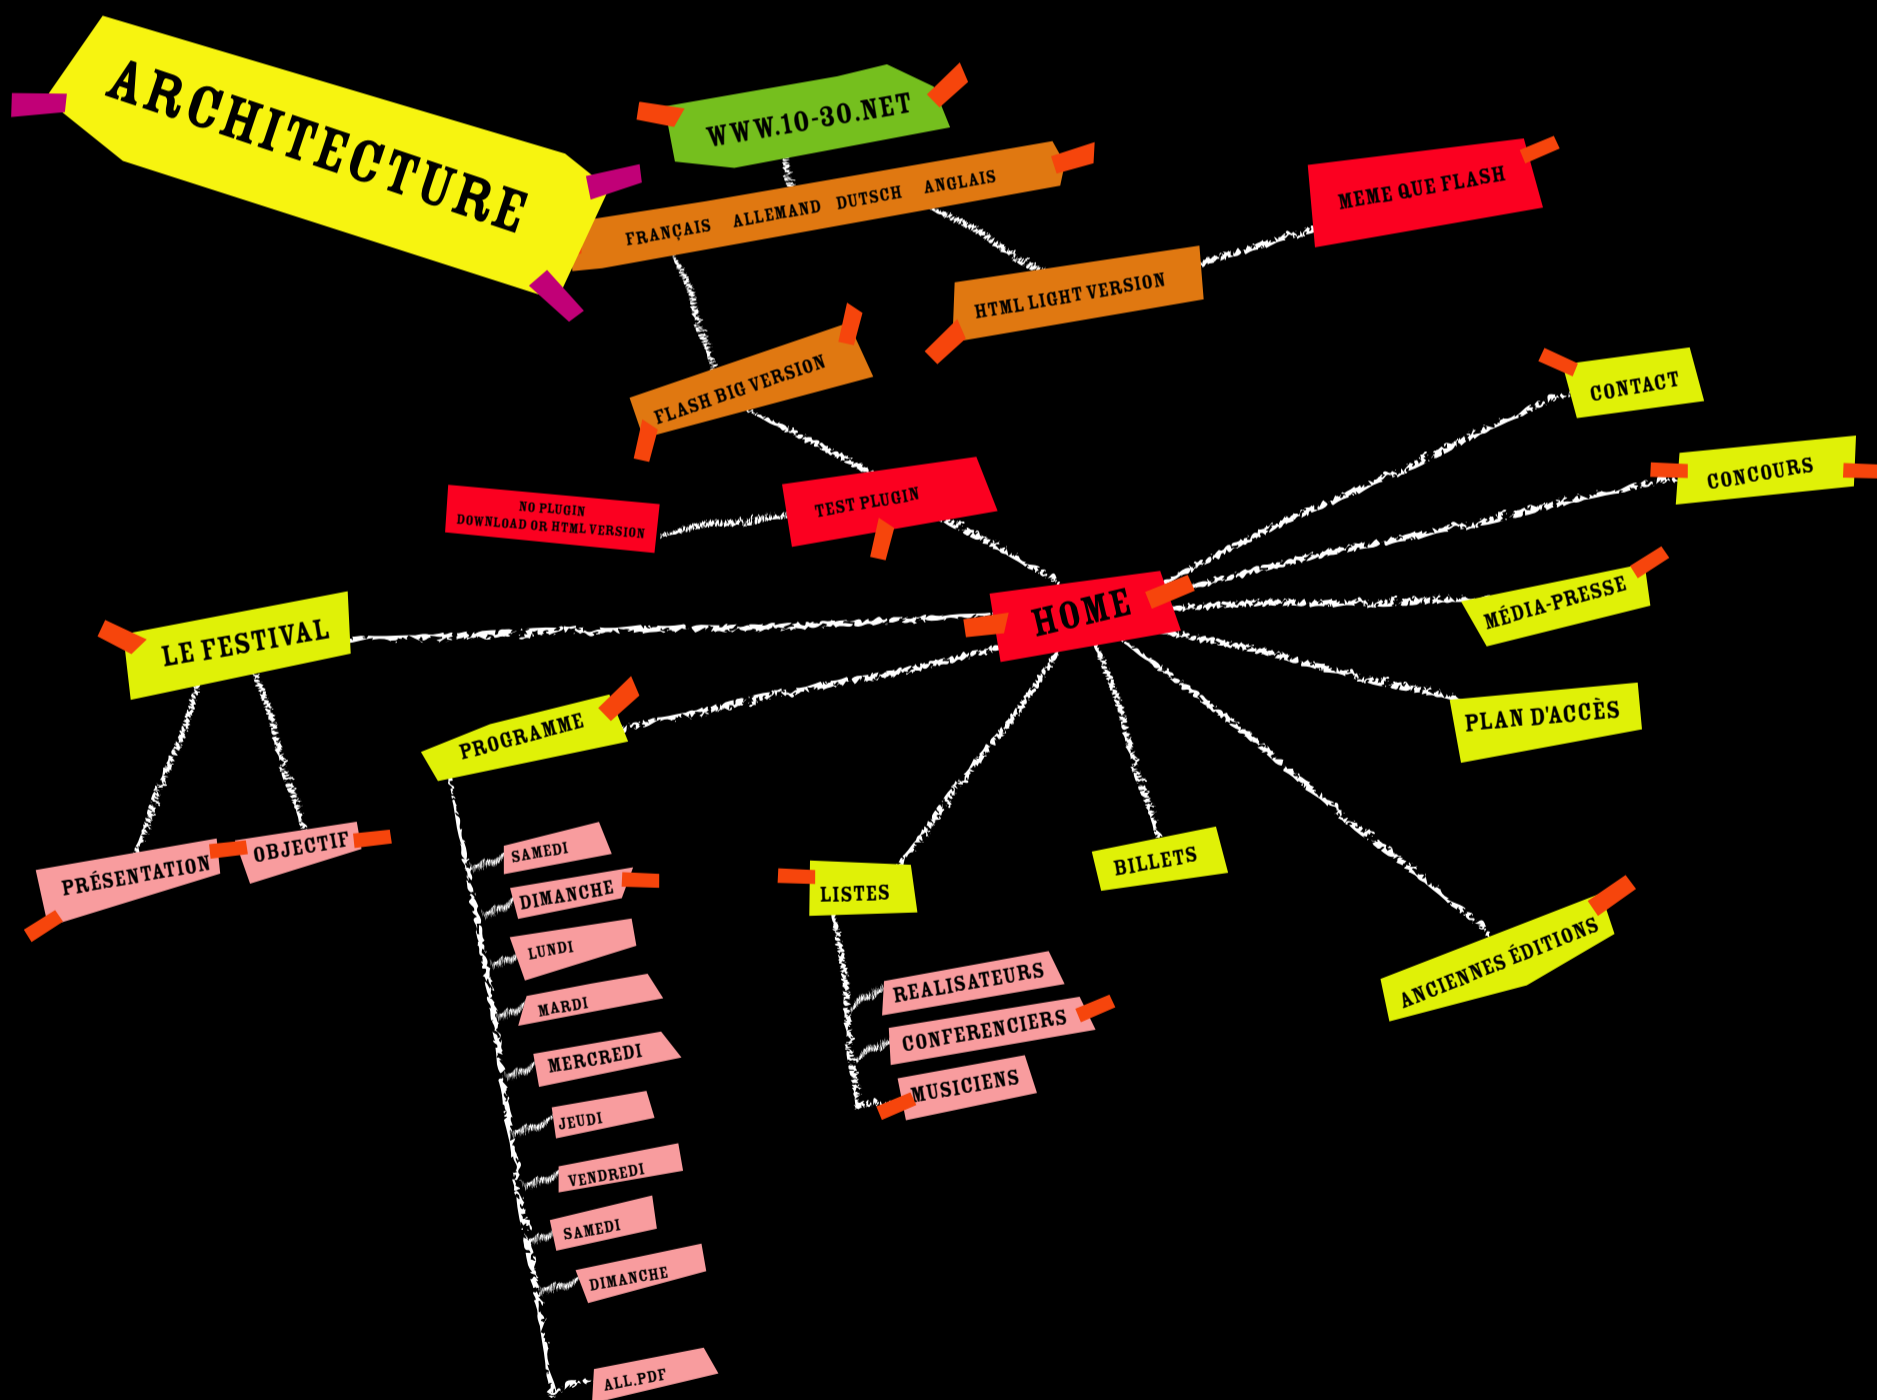 ARCHITECTURE
WWW.10-30.NET
FRANÇAIS ALLEMAND DUTSCH ANGLAIS
MEME QUE FLASH
HTML LIGHT VERSION
FLASH BIG VERSION
CONTACT
CONCOURS
TEST PLUGIN
NO PLUGIN
DOWNLOAD OR HTML VERSION
HOME
MÉDIA-PRESSE
LE FESTIVAL
PLAN D'ACCÈS
PROGRAMME
PRÉSENTATION
OBJECTIF
SAMEDI
DIMANCHE
LUNDI
MARDI
MERCREDI
JEUDI
VENDREDI
SAMEDI
DIMANCHE
ALL.PDF
LISTES
REALISATEURS
CONFERENCIERS
MUSICIENS
BILLETS
ANCIENNES ÉDITIONS